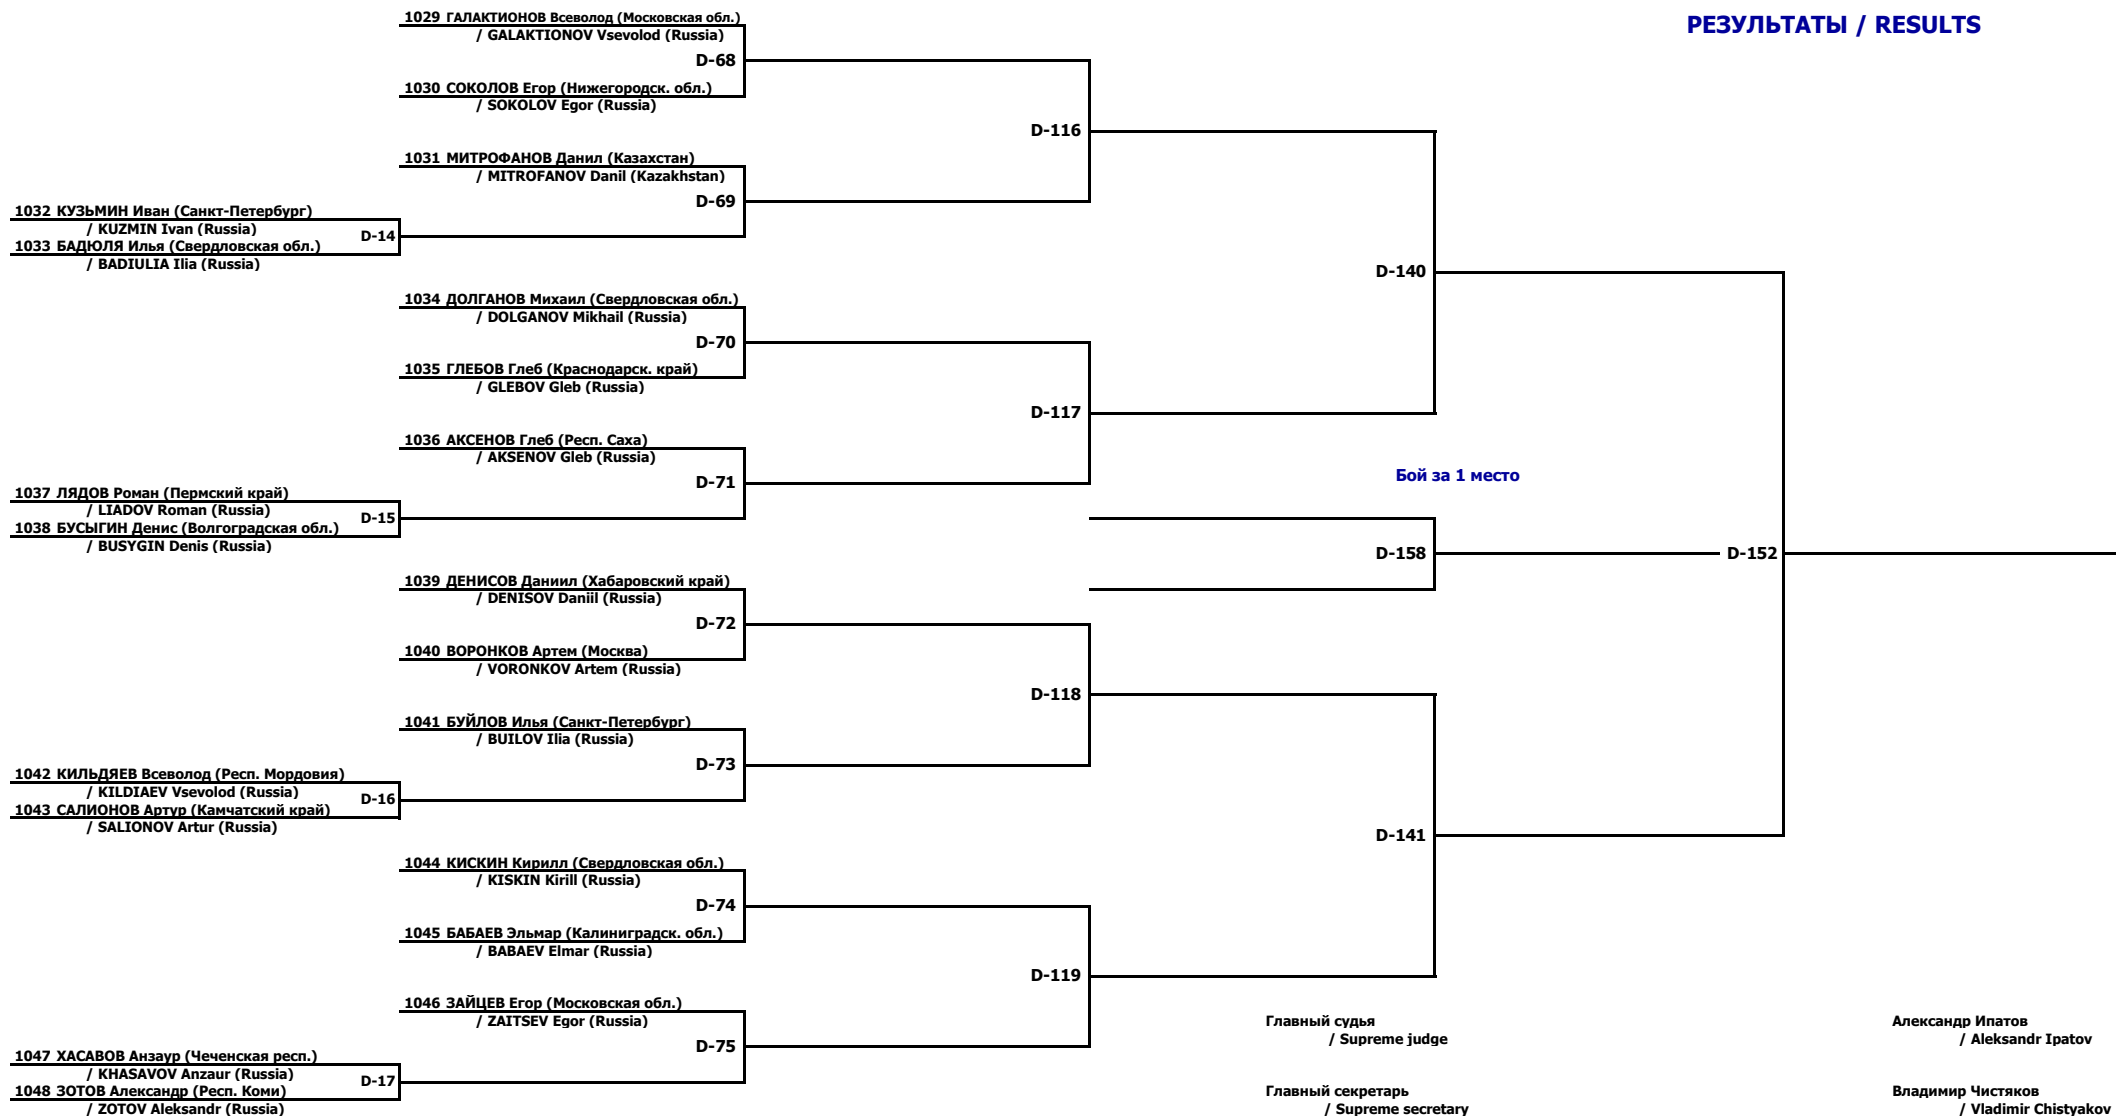 РЕЗУЛЬТАТЫ / RESULTS
1029 ГАЛАКТИОНОВ Всеволод (Московская обл.)
/ GALAKTIONOV Vsevolod (Russia)
D-68
1030 СОКОЛОВ Егор (Нижегородск. обл.)
/ SOKOLOV Egor (Russia)
D-116
1031 МИТРОФАНОВ Данил (Казахстан)
/ MITROFANOV Danil (Kazakhstan)
D-69
1032 КУЗЬМИН Иван (Санкт-Петербург)
/ KUZMIN Ivan (Russia)
D-14
1033 БАДЮЛЯ Илья (Свердловская обл.)
/ BADIULIA Ilia (Russia)
D-140
1034 ДОЛГАНОВ Михаил (Свердловская обл.)
/ DOLGANOV Mikhail (Russia)
D-70
1035 ГЛЕБОВ Глеб (Краснодарск. край)
/ GLEBOV Gleb (Russia)
D-117
1036 АКСЕНОВ Глеб (Респ. Саха)
/ AKSENOV Gleb (Russia)
Бой за 1 место
D-71
1037 ЛЯДОВ Роман (Пермский край)
/ LIADOV Roman (Russia)
D-15
1038 БУСЫГИН Денис (Волгоградская обл.)
/ BUSYGIN Denis (Russia)
D-158
D-152
1039 ДЕНИСОВ Даниил (Хабаровский край)
/ DENISOV Daniil (Russia)
D-72
1040 ВОРОНКОВ Артем (Москва)
/ VORONKOV Artem (Russia)
D-118
1041 БУЙЛОВ Илья (Санкт-Петербург)
/ BUILOV Ilia (Russia)
D-73
1042 КИЛЬДЯЕВ Всеволод (Респ. Мордовия)
/ KILDIAEV Vsevolod (Russia)
D-16
1043 САЛИОНОВ Артур (Камчатский край)
/ SALIONOV Artur (Russia)
D-141
1044 КИСКИН Кирилл (Свердловская обл.)
/ KISKIN Kirill (Russia)
D-74
1045 БАБАЕВ Эльмар (Калиниградск. обл.)
/ BABAEV Elmar (Russia)
D-119
1046 ЗАЙЦЕВ Егор (Московская обл.)
/ ZAITSEV Egor (Russia)
D-75
1047 ХАСАВОВ Анзаур (Чеченская респ.)
/ KHASAVOV Anzaur (Russia)
D-17
1048 ЗОТОВ Александр (Респ. Коми)
/ ZOTOV Aleksandr (Russia)
Главный судья
/ Supreme judge
Александр Ипатов
/ Aleksandr Ipatov
Главный секретарь
/ Supreme secretary
Владимир Чистяков
/ Vladimir Chistyakov